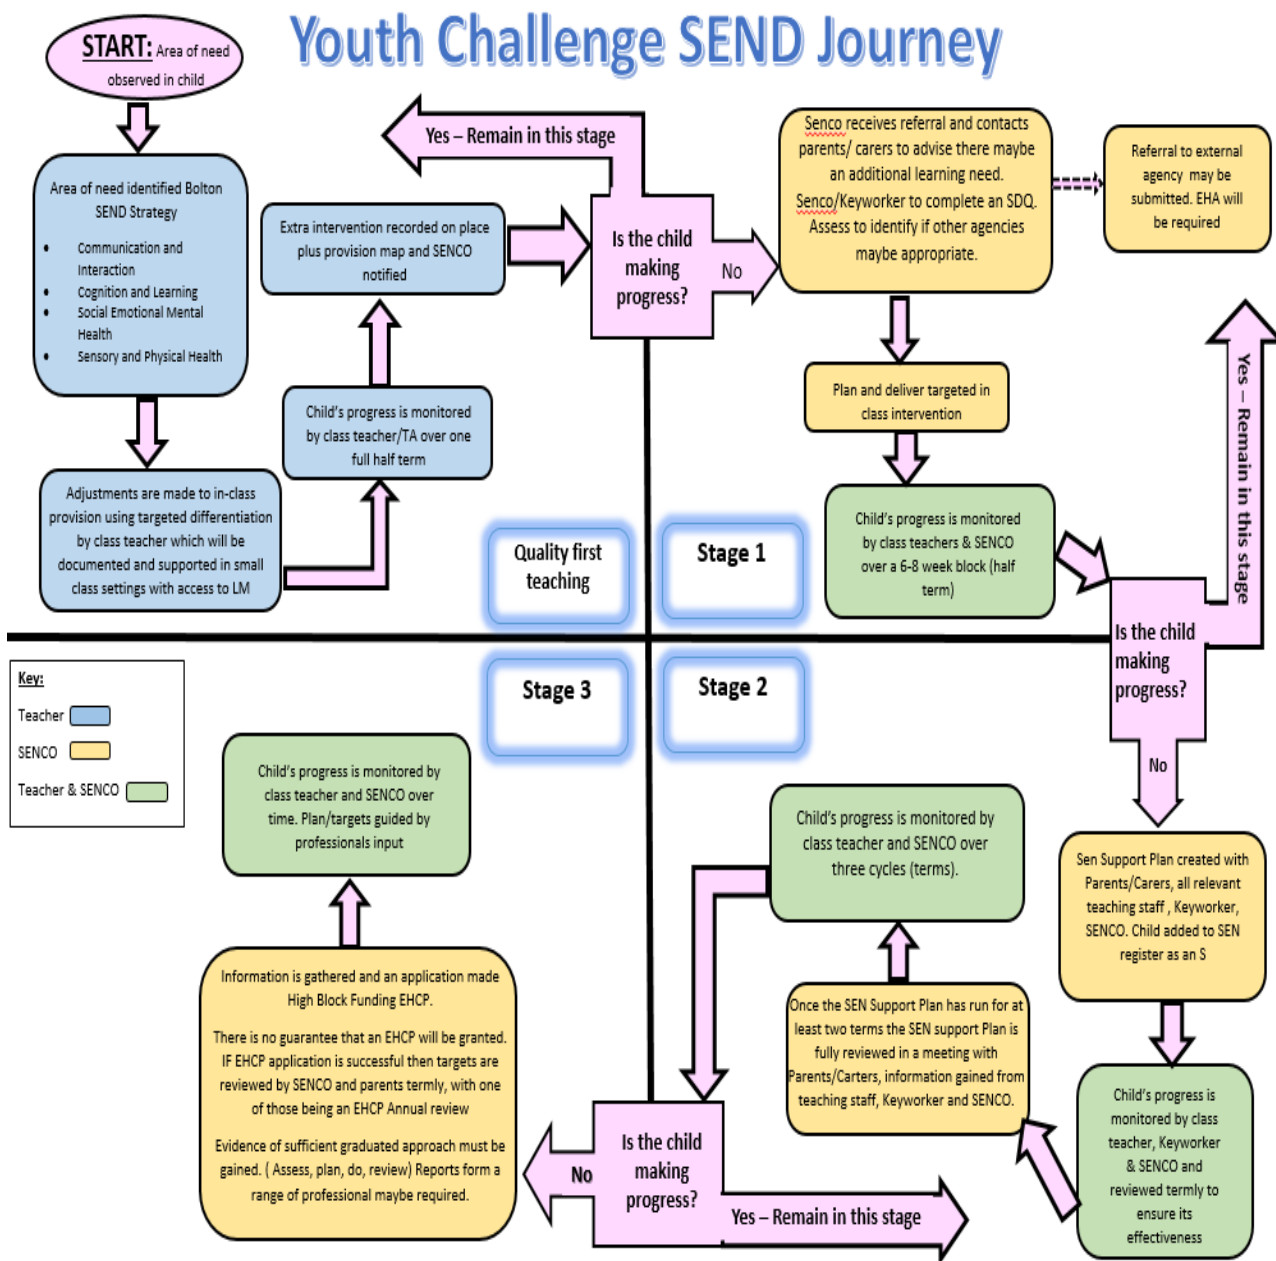 Youth Challenge SEND Journey
START: Area of need
observed in child
Area of need identified Bolton
SEND Strategy
• Communication and
Interaction
• Cognition and Learning
• Social Emotional Mental
Health
• Sensory and Physical Health
Adjustments are made to in-class
provision using targeted differentiation
by class teacher which will be
documented and supported in small
class settings with access to LM
Child's progress is monitored
by class teacher/TA over one
full half term
Extra intervention recorded on place
plus provision map and SENCO
notified
Is the child
making
progress?
Yes – Remain in this stage
No
Senco receives referral and contacts
parents/ carers to advise there maybe
an additional learning need.
Senco/Keyworker to complete an SDQ.
Assess to identify if other agencies
maybe appropriate.
Referral to external
agency may be
submitted. EHA will
be required
Plan and deliver targeted in
class intervention
Child's progress is monitored
by class teachers & SENCO
over a 6-8 week block (half
term)
Is the child
making
progress?
Yes – Remain in this stage
No
Quality first
teaching
Stage 1
Stage 3
Stage 2
Key:
Teacher
SENCO
Teacher & SENCO
Sen Support Plan created with
Parents/Carers, all relevant
teaching staff , Keyworker,
SENCO. Child added to SEN
register as an S
Child's progress is
monitored by class
teacher, Keyworker
& SENCO and
reviewed termly to
ensure its
effectiveness
Once the SEN Support Plan has run for at
least two terms the SEN support Plan is
fully reviewed in a meeting with
Parents/Carters, information gained from
teaching staff, Keyworker and SENCO.
Child's progress is monitored by
class teacher and SENCO over
three cycles (terms).
Is the child
making
progress?
Yes – Remain in this stage
No
Information is gathered and an application made
High Block Funding EHCP.
There is no guarantee that an EHCP will be granted.
IF EHCP application is successful then targets are
reviewed by SENCO and parents termly, with one
of those being an EHCP Annual review
Evidence of sufficient graduated approach must be
gained. ( Assess, plan, do, review) Reports form a
range of professional maybe required.
Child's progress is monitored by
class teacher and SENCO over
time. Plan/targets guided by
professionals input